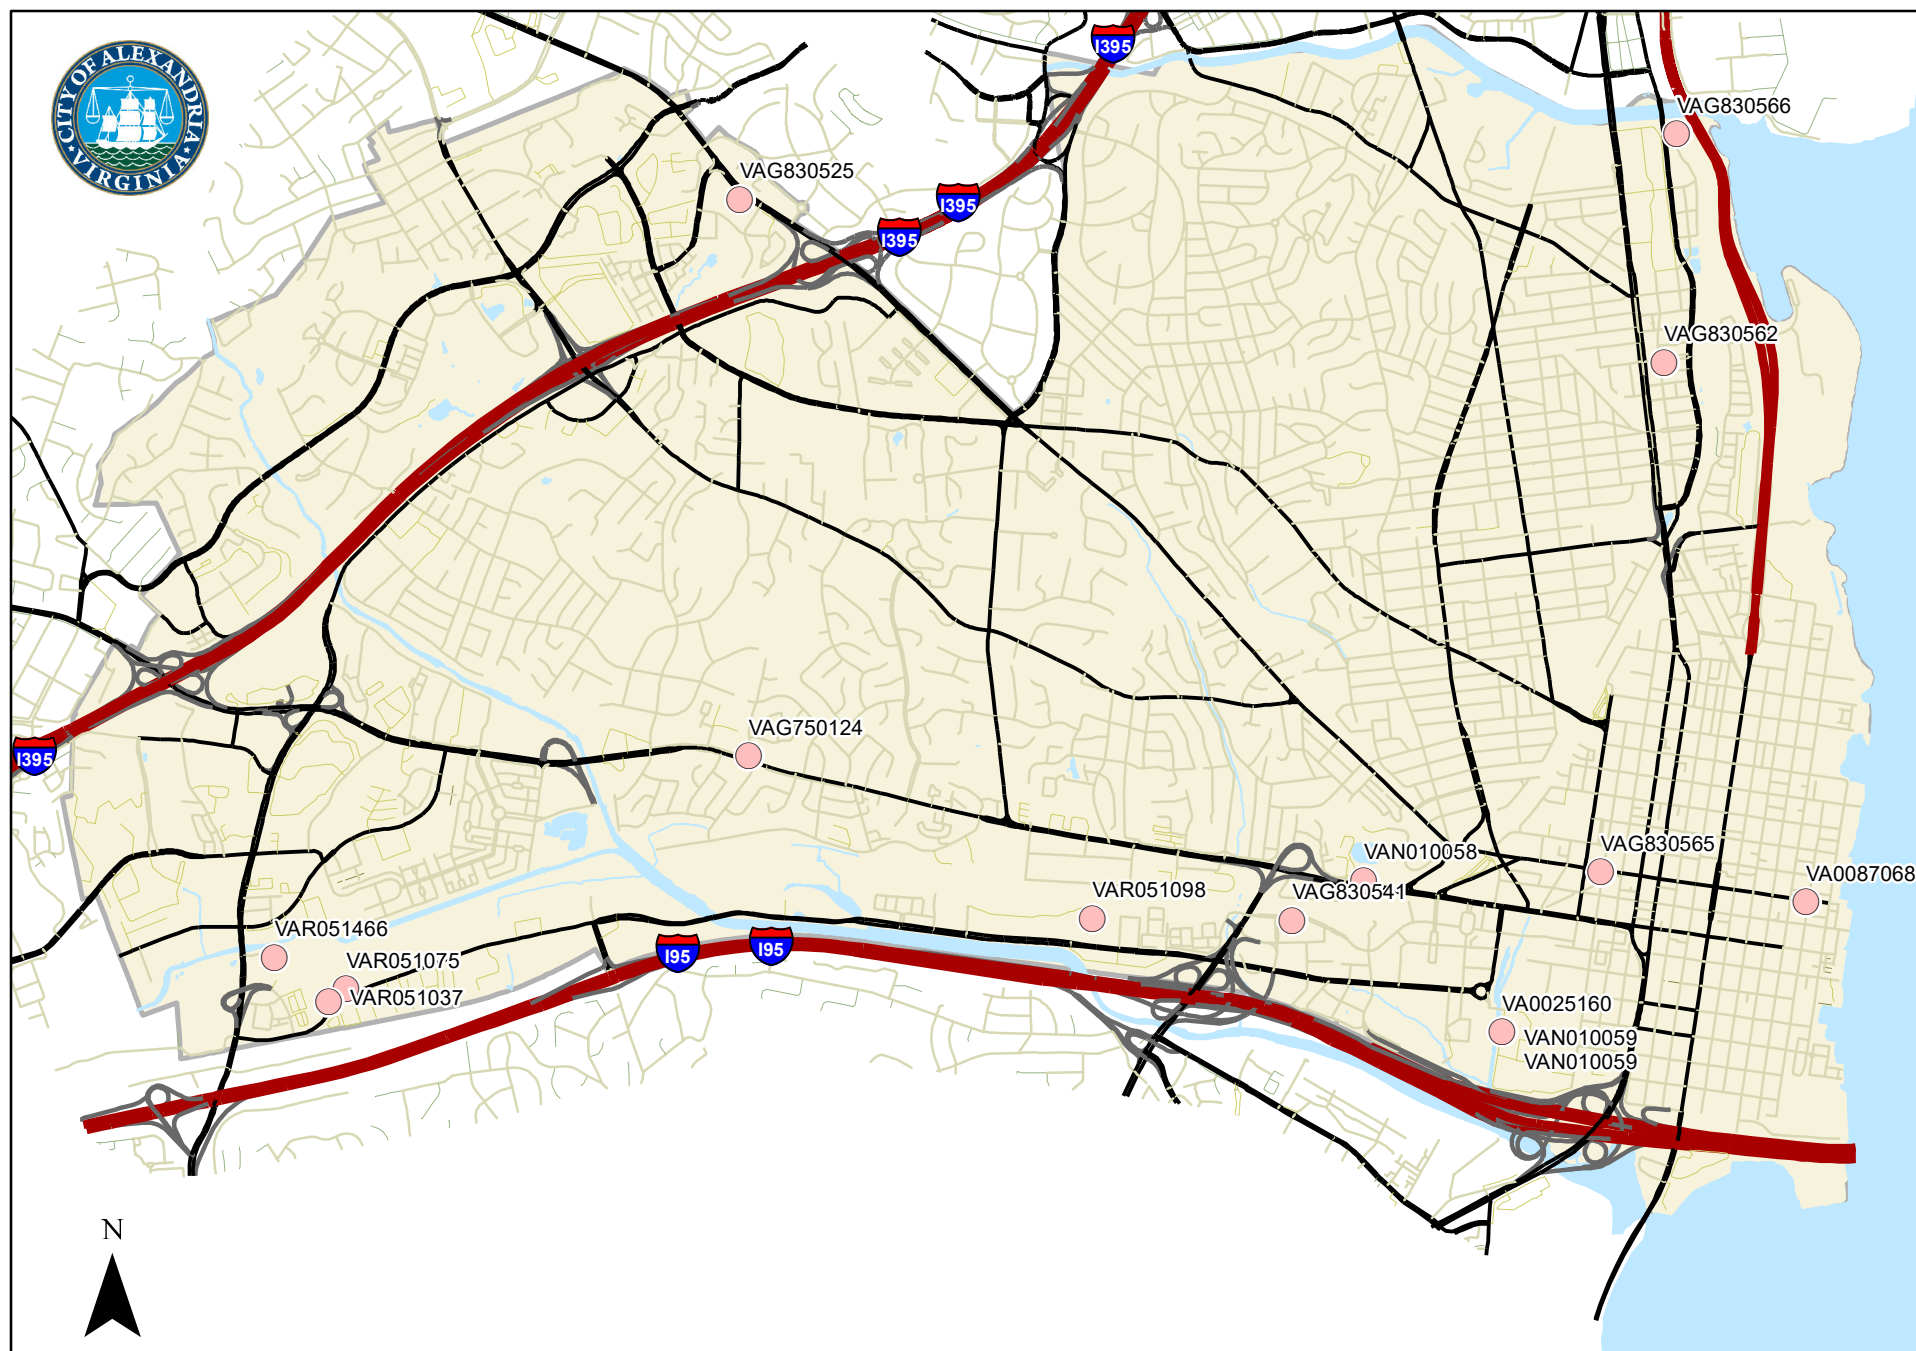 CITY OF ALEXANDRIA
★ VIRGINIA ★
I395
VAG830566
VAG830525
I395
I395
VAG830562
VAG750124
I395
VAN010058
VAG830565
VA0087068
VAR051098
VAG830541
VAR051466
I95
I95
VAR051075
VAR051037
VA0025160
VAN010059
VAN010059
N